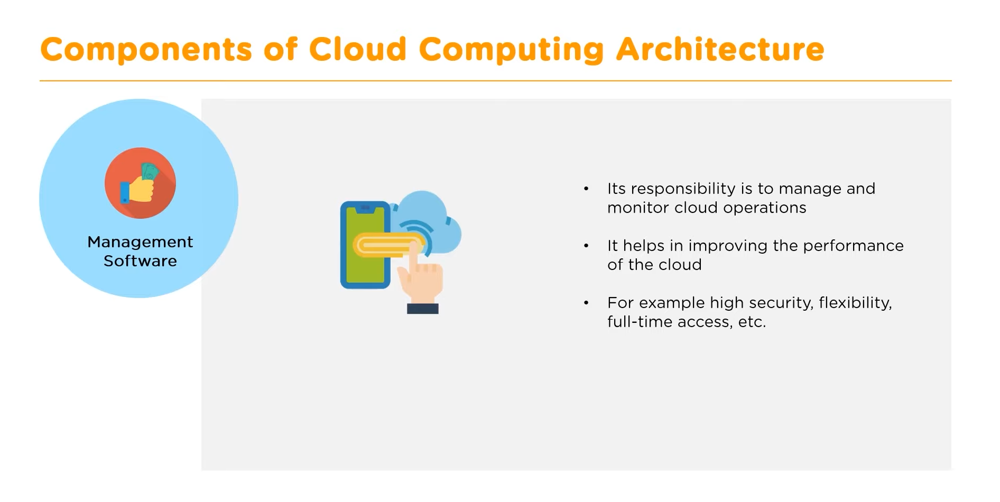 Components of Cloud Computing Architecture
Management
Software
• Its responsibility is to manage and
monitor cloud operations
• It helps in improving the performance
of the cloud
• For example high security, flexibility,
full-time access, etc.